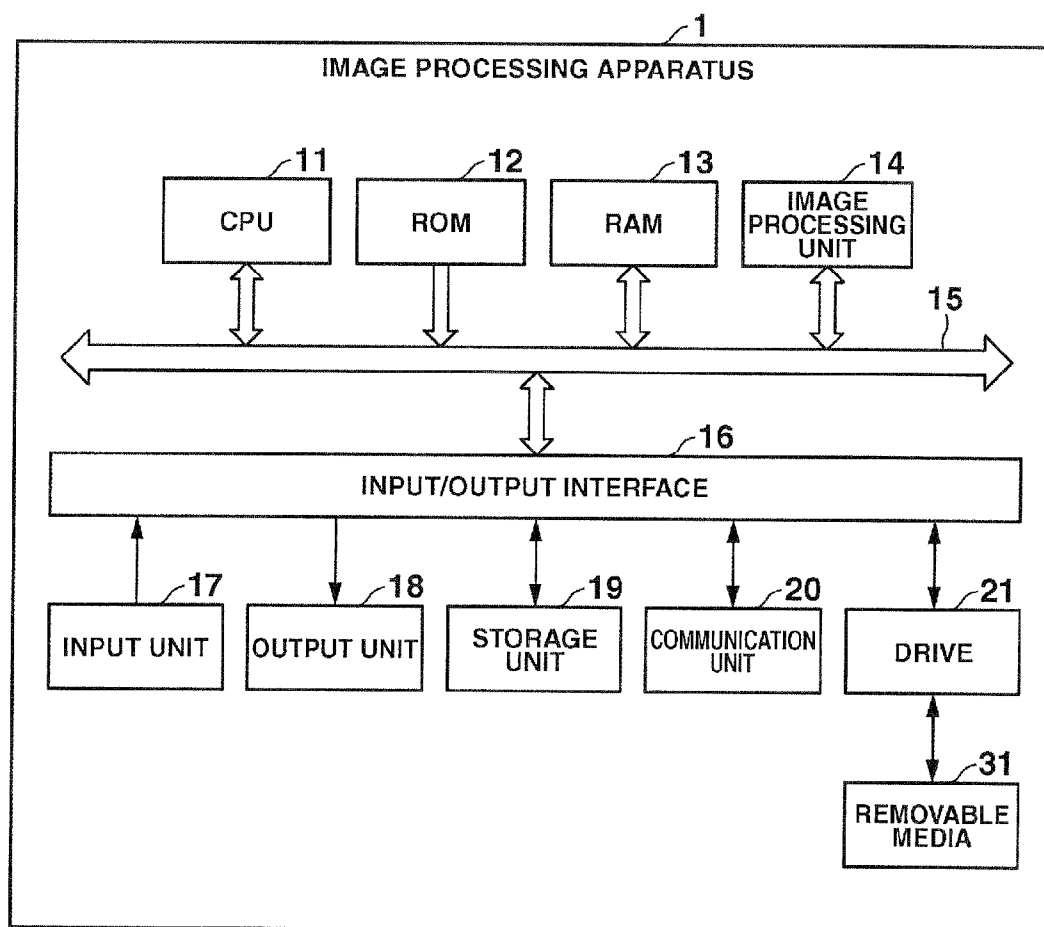 1
IMAGE PROCESSING APPARATUS
11
12
13
14
CPU
ROM
RAM
IMAGE
PROCESSING
UNIT
15
16
INPUT/OUTPUT INTERFACE
17
18
19
20
21
INPUT UNIT
OUTPUT UNIT
STORAGE
UNIT
COMMUNICATION
UNIT
DRIVE
31
REMOVABLE
MEDIA